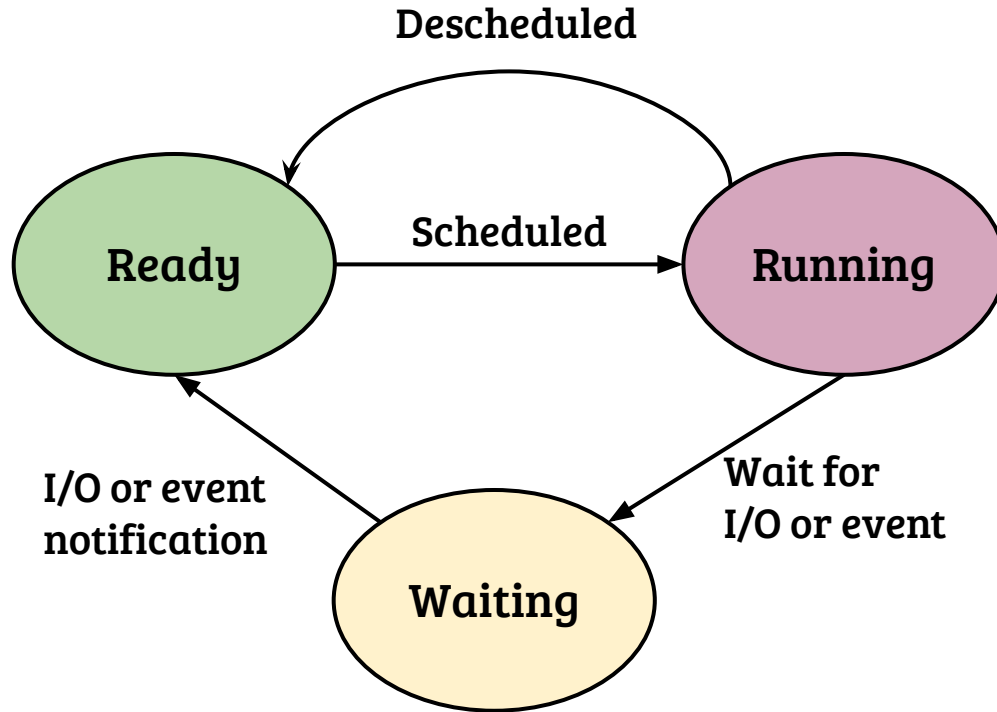 Descheduled
Ready
Scheduled
Running
I/O or event
notification
Wait for
I/O or event
Waiting